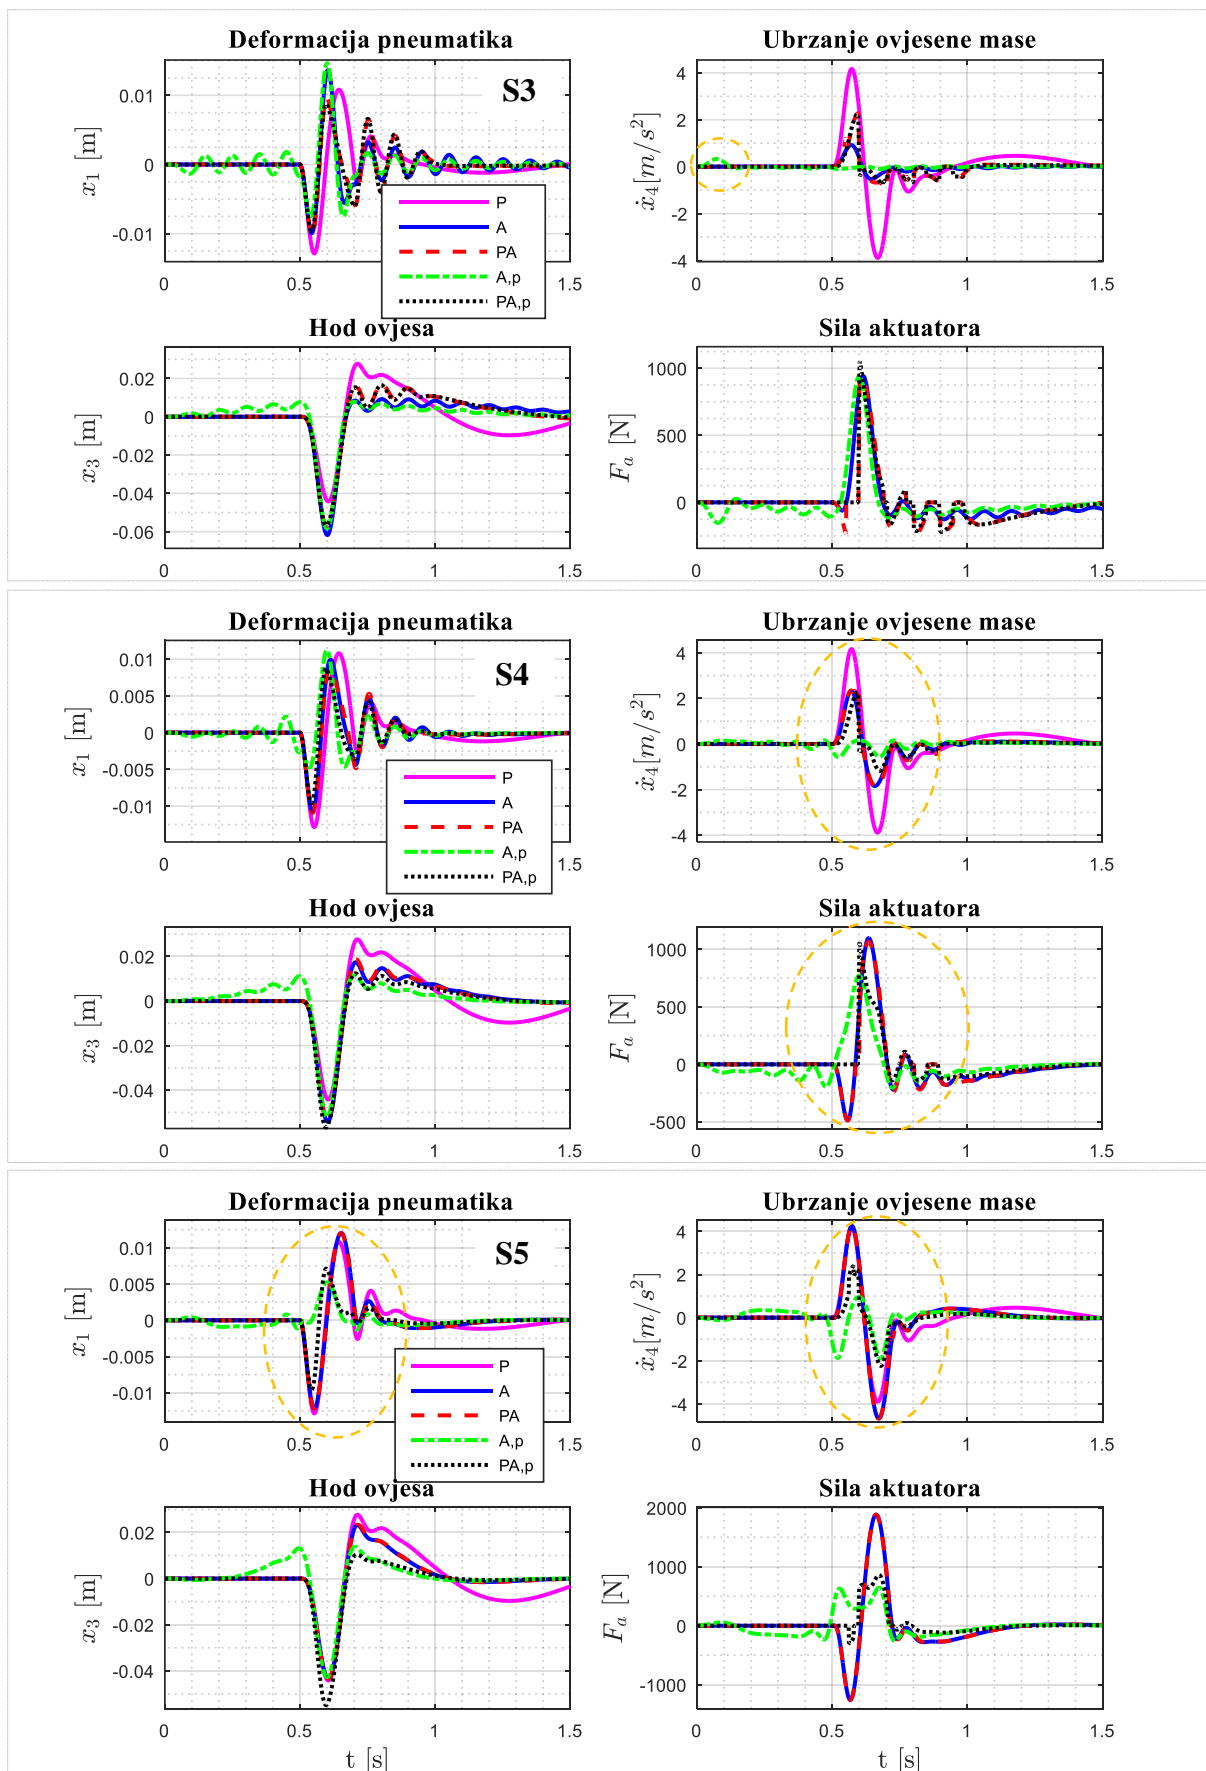 Deformacija pneumatika
Ubrzanje ovjesene mase
S3
x₁ [m]
0.01
0
-0.01
0
0.5
1
1.5
P
A
PA
A,p
PA,p
ẋ₄[m/s²]
4
2
0
-2
-4
0
0.5
1
1.5
Hod ovjesa
Sila aktuatora
x₃ [m]
0.02
0
-0.02
-0.04
-0.06
0
0.5
1
1.5
Fₐ [N]
1000
500
0
0
0.5
1
1.5
Deformacija pneumatika
Ubrzanje ovjesene mase
S4
x₁ [m]
0.01
0.005
0
-0.005
-0.01
0
0.5
1
1.5
P
A
PA
A,p
PA,p
ẋ₄[m/s²]
4
2
0
-2
-4
0
0.5
1
1.5
Hod ovjesa
Sila aktuatora
x₃ [m]
0.02
0
-0.02
-0.04
0
0.5
1
1.5
Fₐ [N]
1000
500
0
-500
0
0.5
1
1.5
Deformacija pneumatika
Ubrzanje ovjesene mase
S5
x₁ [m]
0.01
0.005
0
-0.005
-0.01
0
0.5
1
1.5
P
A
PA
A,p
PA,p
ẋ₄[m/s²]
4
2
0
-2
-4
0
0.5
1
1.5
Hod ovjesa
Sila aktuatora
x₃ [m]
0.02
0
-0.02
-0.04
0
0.5
1
1.5
t [s]
Fₐ [N]
2000
1000
0
-1000
0
0.5
1
1.5
t [s]